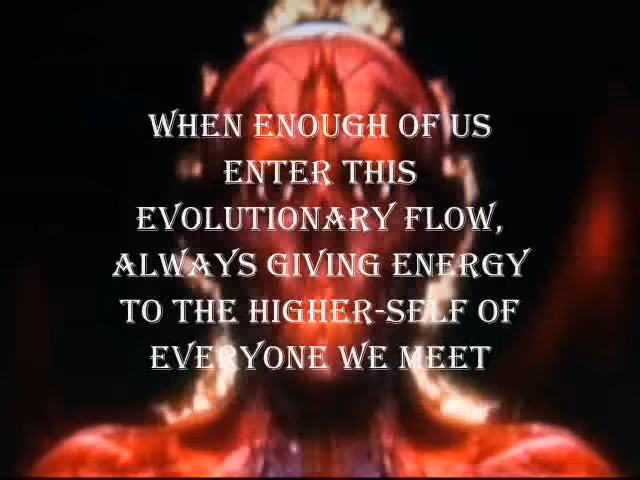 WHEN ENOUGH OF US
ENTER THIS
EVOLUTIONARY FLOW,
ALWAYS GIVING ENERGY
TO THE HIGHER-SELF OF
EVERYONE WE MEET